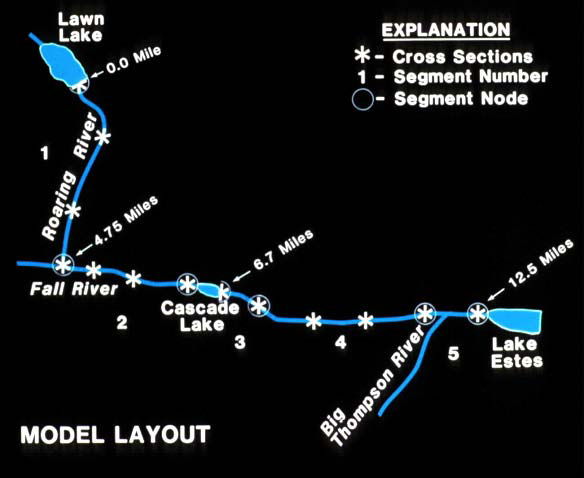 Lawn
Lake
0.0 Mile
EXPLANATION
* - Cross Sections
1 - Segment Number
○ - Segment Node
1
Roaring River
4.75 Miles
6.7 Miles
12.5 Miles
Fall River
Cascade
Lake
2
3
4
5
Lake
Estes
Big
Thompson River
MODEL LAYOUT